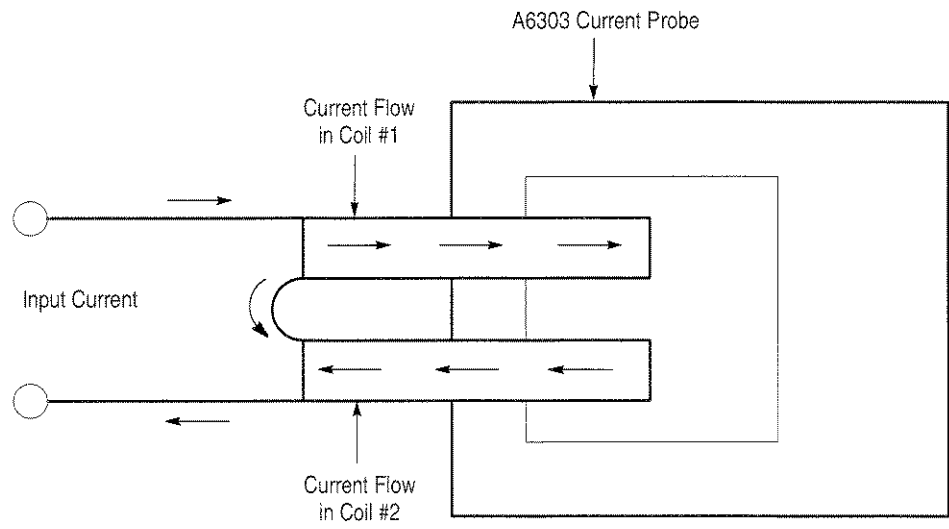 A6303 Current Probe
Current Flow
in Coil #1
Input Current
Current Flow
in Coil #2